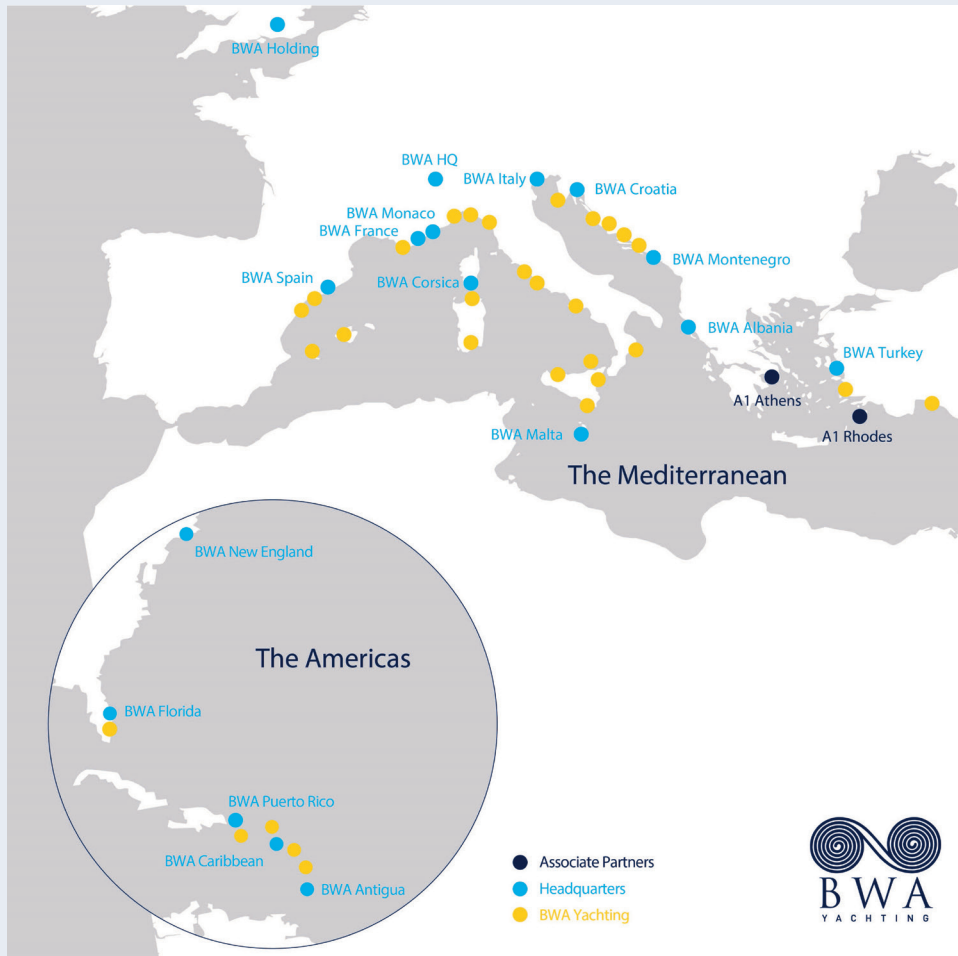 BWA Holding
BWA HQ
BWA Italy
BWA Croatia
BWA Monaco
BWA France
BWA Montenegro
BWA Spain
BWA Corsica
BWA Albania
BWA Turkey
A1 Athens
A1 Rhodes
BWA Malta
The Mediterranean
BWA New England
The Americas
BWA Florida
BWA Puerto Rico
BWA Caribbean
BWA Antigua
Associate Partners
Headquarters
BWA Yachting
BWA
YACHTING